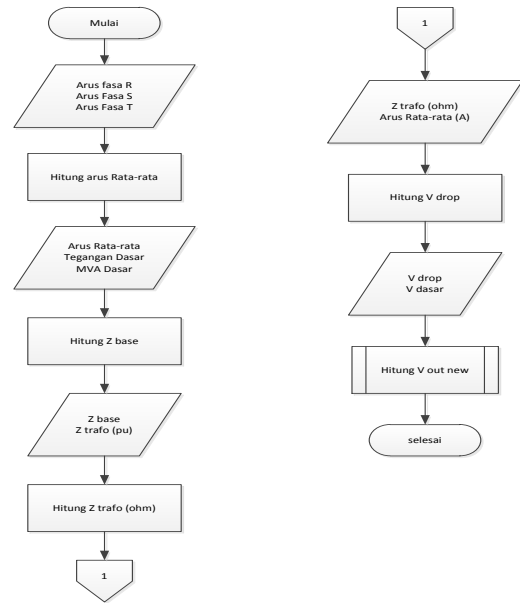 Mulai
Arus fasa R
Arus Fasa S
Arus Fasa T
Hitung arus Rata-rata
Arus Rata-rata
Tegangan Dasar
MVA Dasar
Hitung Z base
Z base
Z trafo (pu)
Hitung Z trafo (ohm)
1
1
Z trafo (ohm)
Arus Rata-rata (A)
Hitung V drop
V drop
V dasar
Hitung V out new
selesai